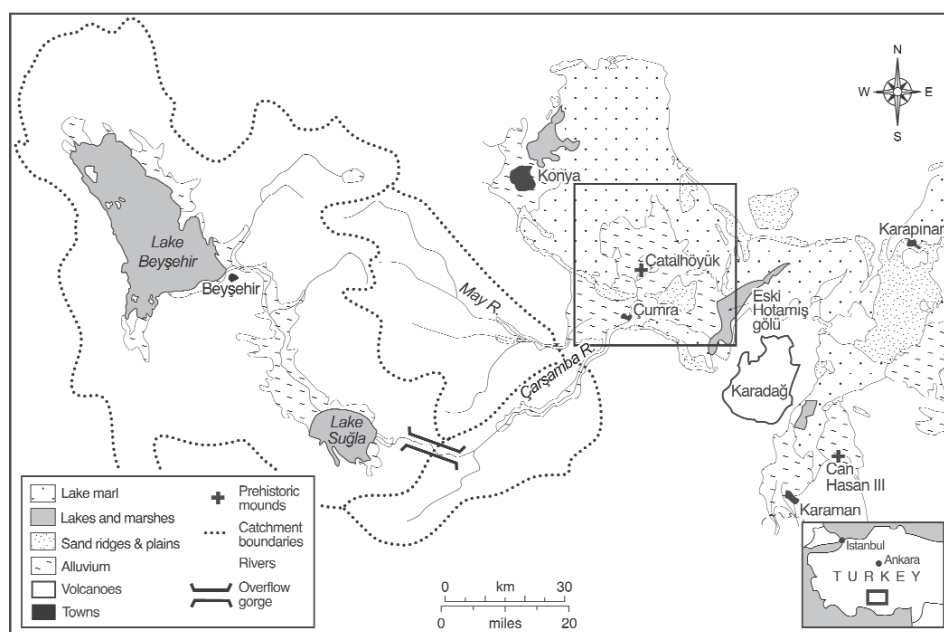 N
W E
S
Konya
Karapınar
Lake
Beyşehir
Beyşehir
Çatalhöyük
May R.
Çumra
Eski
Hotamış
gölü
Çarşamba R.
Karadağ
Lake
Suğla
Can
Hasan III
Karaman
Lake marl
Lakes and marshes
Sand ridges & plains
Alluvium
Volcanoes
Towns
Prehistoric
mounds
Catchment
boundaries
Rivers
Overflow
gorge
0 km 30
0 miles 20
Istanbul
Ankara
TURKEY